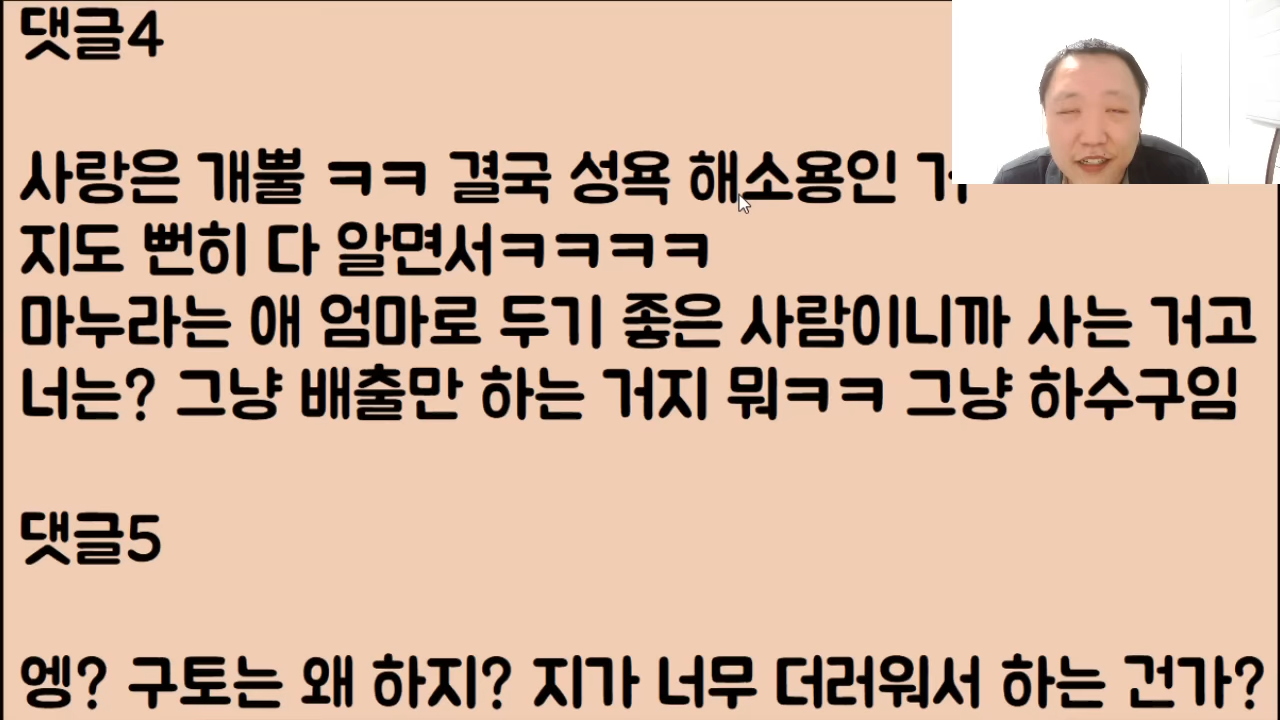 댓글4
사랑은 개뿔 ㅋㅋ 결국 성욕 해소용인 거
지도 뻔히 다 알면서ㅋㅋㅋㅋ
마누라는 애 엄마로 두기 좋은 사람이니까 사는 거고
너는? 그냥 배출만 하는 거지 뭐ㅋㅋ 그냥 하수구임
댓글5
엥? 구토는 왜 하지? 지가 너무 더러워서 하는 건가?